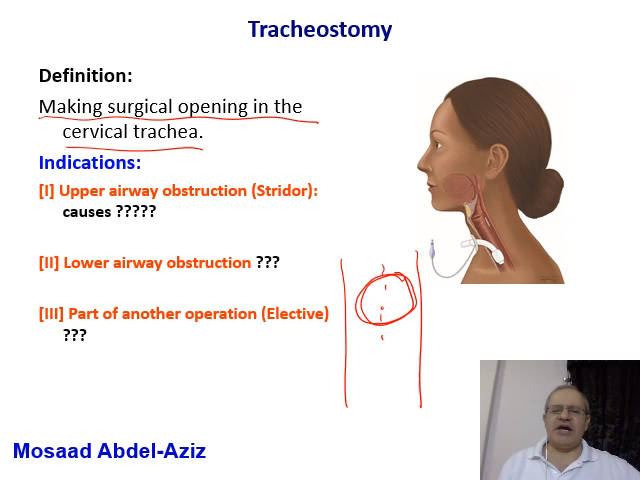 Tracheostomy
Definition:
Making surgical opening in the
cervical trachea.
Indications:
[I] Upper airway obstruction (Stridor):
causes ?????
[II] Lower airway obstruction ???
[III] Part of another operation (Elective)
???
Mosaad Abdel-Aziz